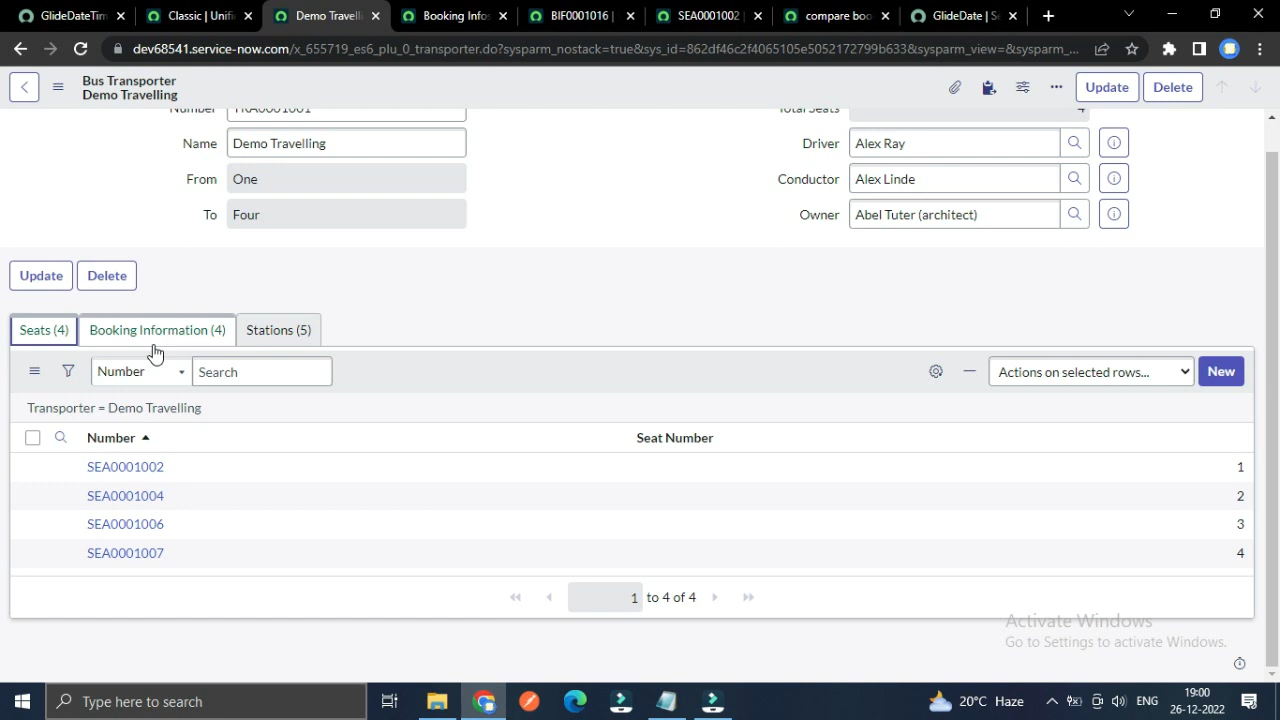 GlideDateTim
Classic | Unifi
Demo Travelli
Booking Infos
BIF0001016 |
SEA0001002
compare boo
GlideDate | S
dev68541.service-now.com/x_655719_es6_plu_0_transporter.do?sysparm_nostack=true&sys_id=862df46c2f4065105e5052172799b633&sysparm_view=&sysparm_...
Bus Transporter
Demo Travelling
Update
Delete
Number TRA0001001
Total Seats 4
Name Demo Travelling
Driver Alex Ray
From One
Conductor Alex Linde
To Four
Owner Abel Tuter (architect)
Update
Delete
Seats (4)
Booking Information (4)
Stations (5)
Number
Search
Actions on selected rows...
New
Transporter = Demo Travelling
Number
Seat Number
SEA0001002 1
SEA0001004 2
SEA0001006 3
SEA0001007 4
1 to 4 of 4
Activate Windows
Go to Settings to activate Windows.
Type here to search
20°C Haze
ENG
19:00
26-12-2022